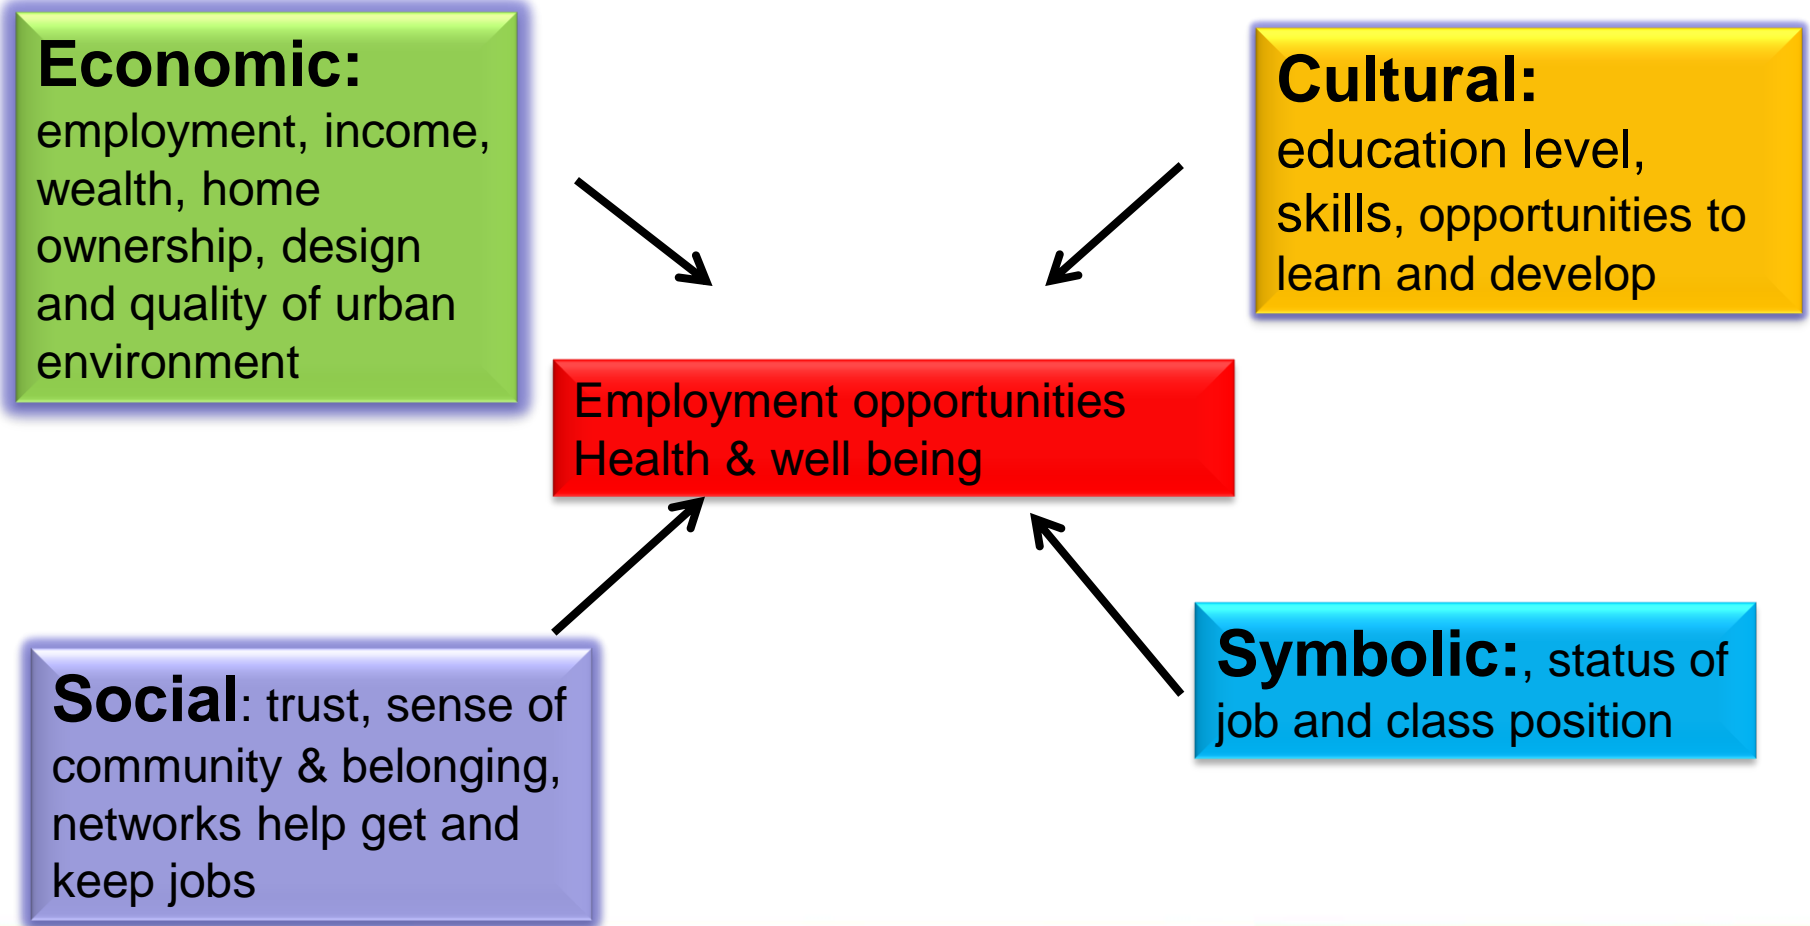 Economic:
employment, income,
wealth, home
ownership, design
and quality of urban
environment
Cultural:
education level,
skills, opportunities to
learn and develop
Employment opportunities
Health & well being
Social: trust, sense of
community & belonging,
networks help get and
keep jobs
Symbolic:, status of
job and class position